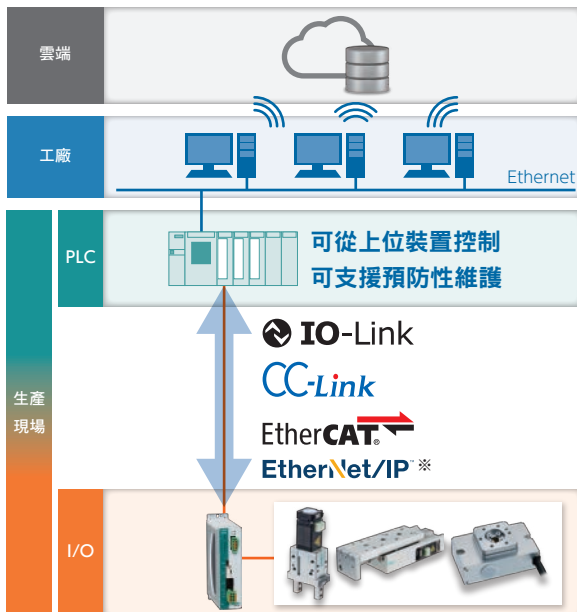 雲端
工廠
Ethernet
PLC
可從上位裝置控制
可支援預防性維護
IO-Link
CC-Link
EtherCAT®
EtherNet/IP™ ※
生產
現場
I/O